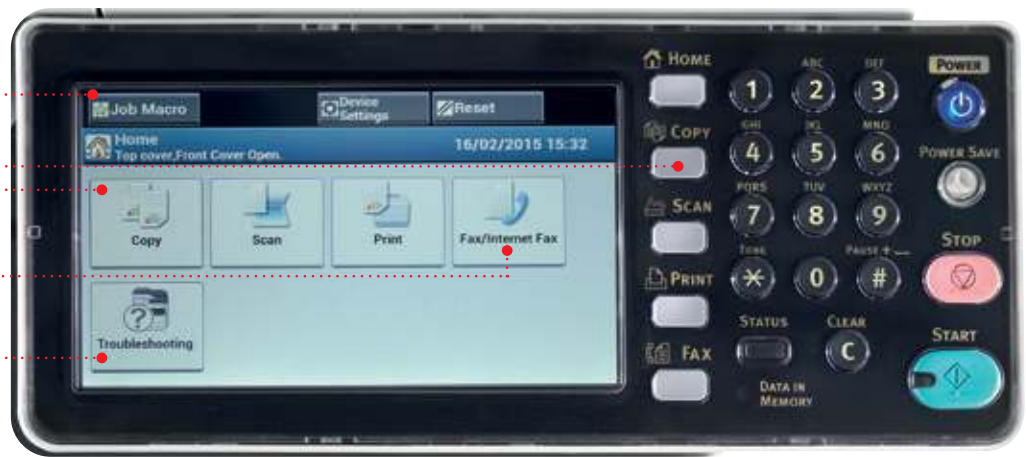 Job Macro
Device
Settings
Reset
Home
Top cover,Front Cover Open.
16/02/2015 15:32
Copy
Scan
Print
Fax/Internet Fax
Troubleshooting
HOME
COPY
SCAN
PRINT
FAX
1
ABC
2
DEF
3
GHI
4
JKL
5
MNO
6
PQRS
7
TUV
8
WXYZ
9
TONE
*
0
PAUSE + -
#
STATUS
CLEAR
C
DATA IN
MEMORY
POWER
POWER SAVE
STOP
START